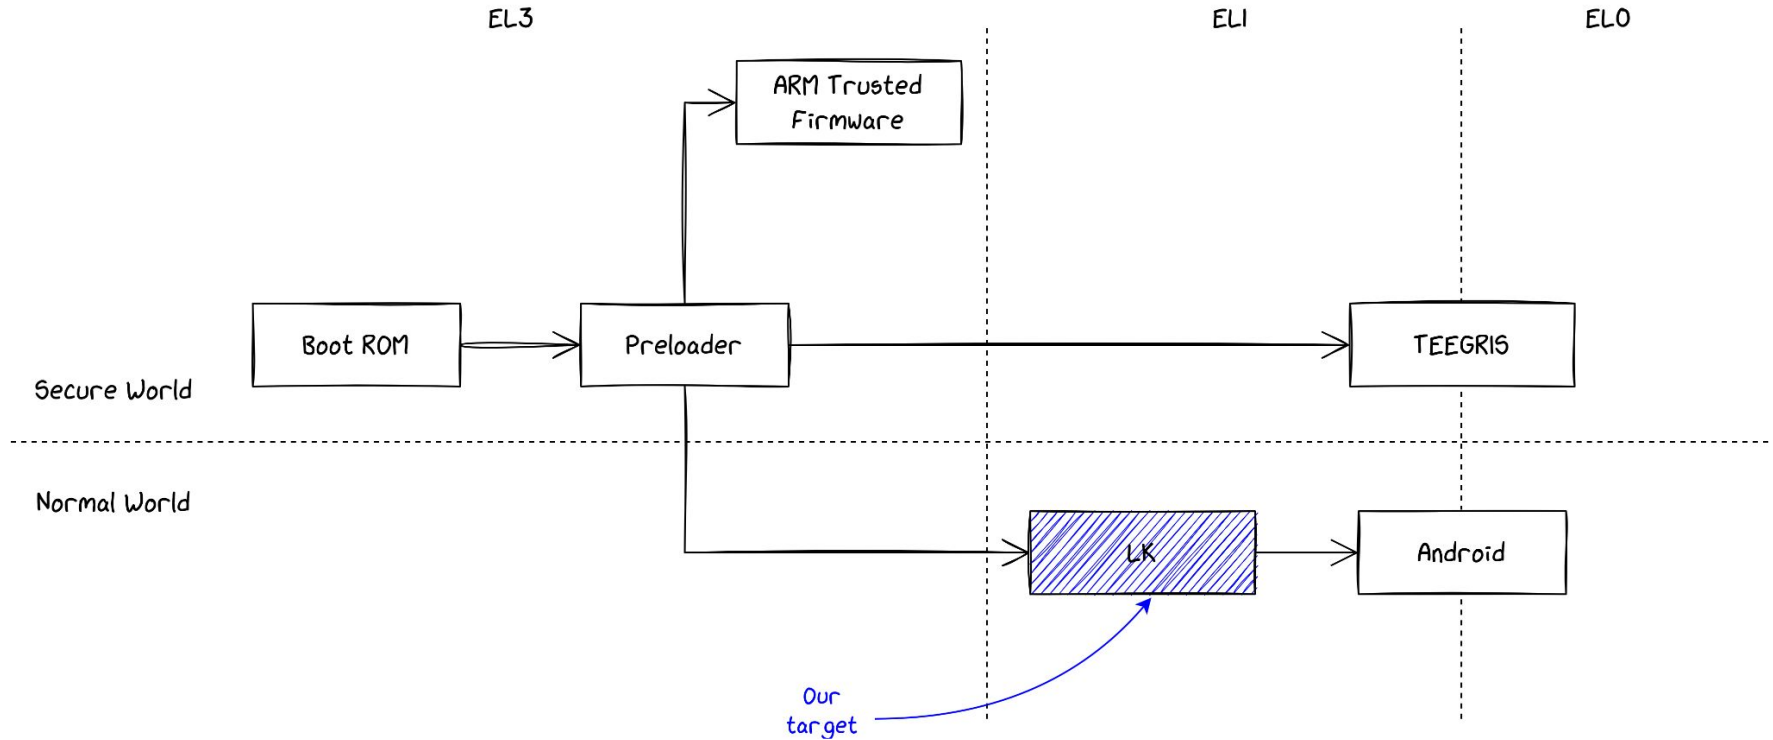 EL3
EL1
EL0
ARM Trusted
Firmware
Boot ROM
Preloader
TEEGRIS
Secure World
Normal World
LK
Android
Our
target